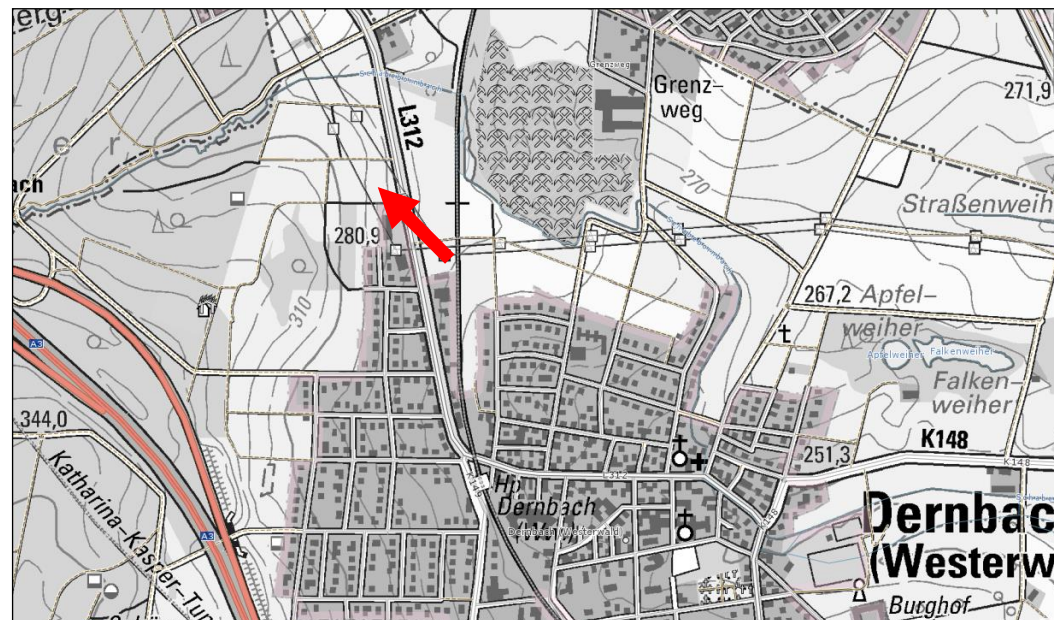 erg
Grenzweg
Grenz-
weg
271,9
L312
e
r
ach
270
Straßenweih
280,9
310
267,2
Apfel-
weiher
Apfelweiher
Falkenweiher
Falken-
weiher
A3
344,0
K148
K148
251,3
L312
Hp
Dernbach
Dernbach (Westerwald)
Katharina-Kasper-Tun
A3
K148
Dernbac
(Westerw
Burghof